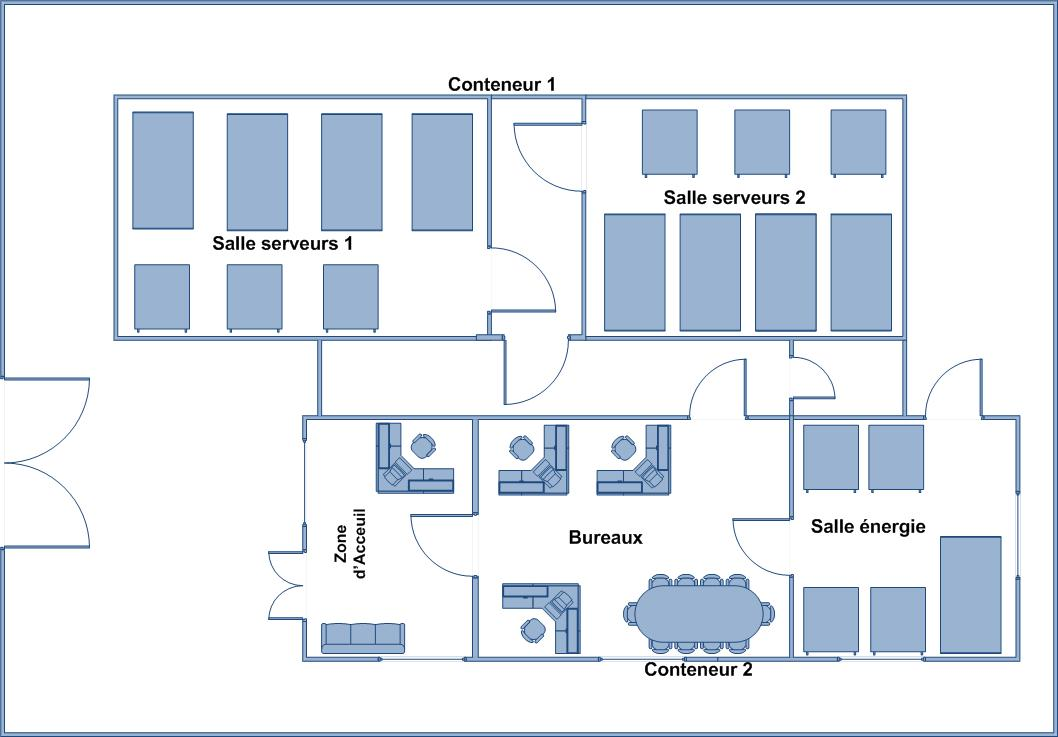 Conteneur 1
Salle serveurs 2
Salle serveurs 1
Salle énergie
Bureaux
Zone
d'Acceuil
Conteneur 2